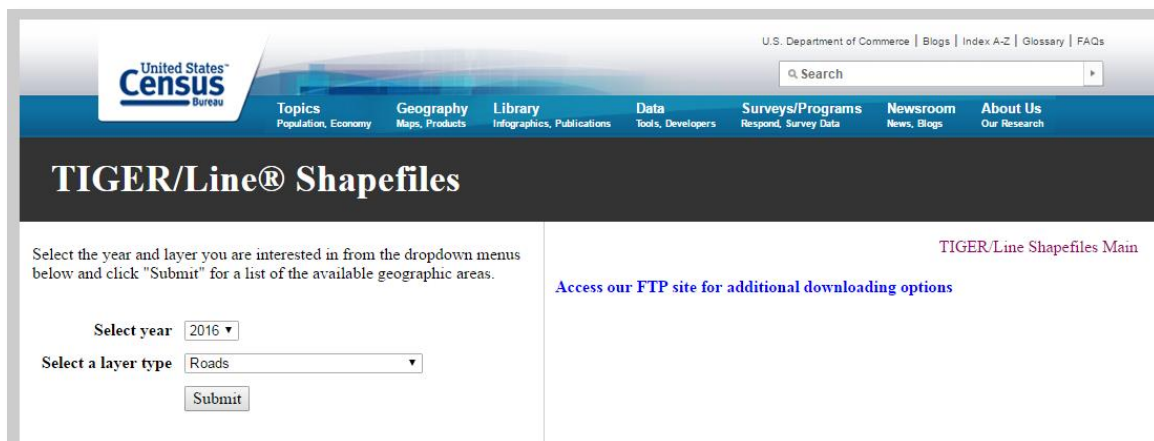 U.S. Department of Commerce | Blogs | Index A-Z | Glossary | FAQs
United States™
Census
Bureau
Search
Topics
Population, Economy
Geography
Maps, Products
Library
Infographics, Publications
Data
Tools, Developers
Surveys/Programs
Respond, Survey Data
Newsroom
News, Blogs
About Us
Our Research
TIGER/Line® Shapefiles
Select the year and layer you are interested in from the dropdown menus
below and click "Submit" for a list of the available geographic areas.
Select year 2016
Select a layer type Roads
Submit
TIGER/Line Shapefiles Main
Access our FTP site for additional downloading options